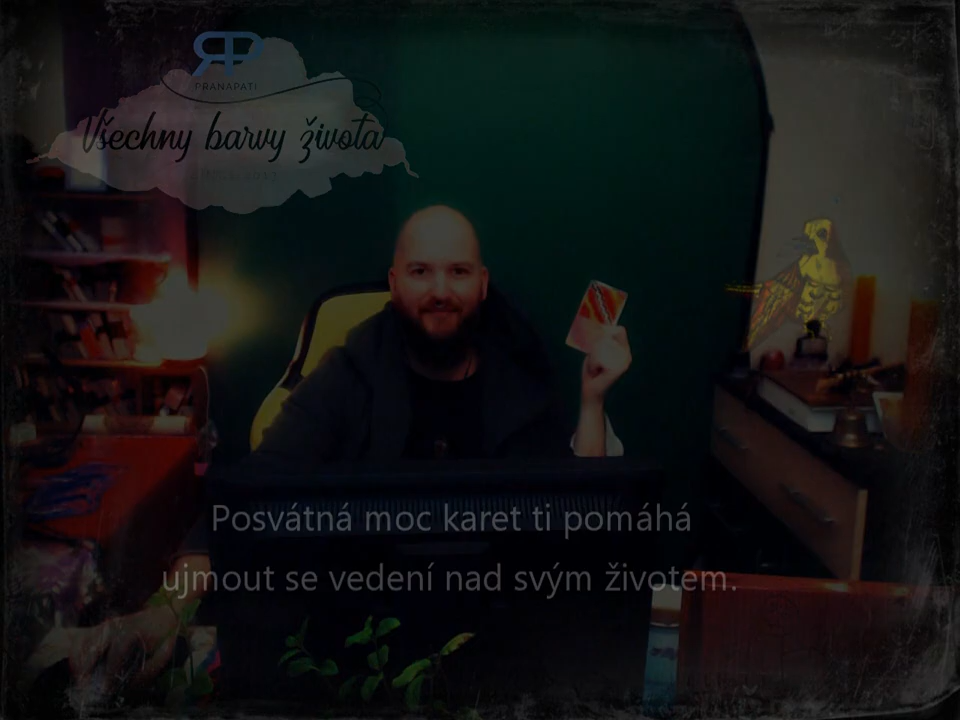 PRANAPATI
Všechny barvy života
Posvátná moc karet ti pomáhá
ujmout se vedení nad svým životem.